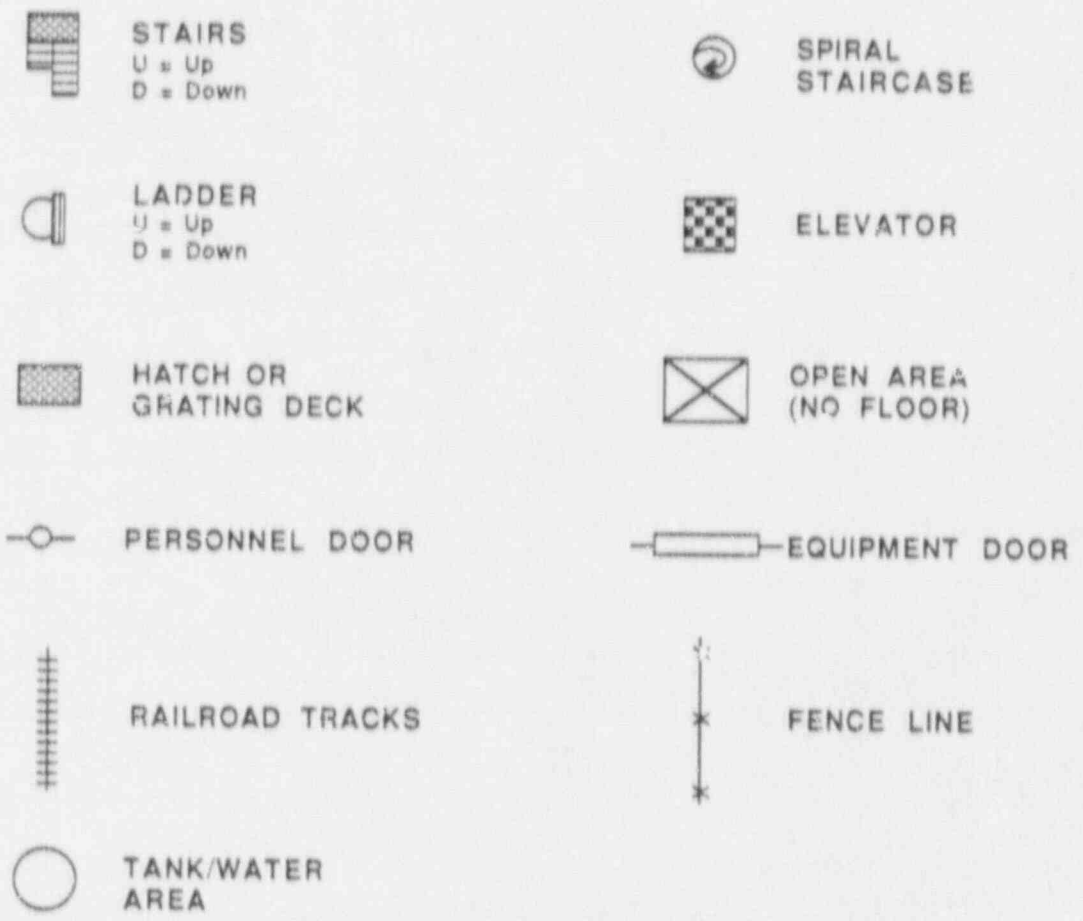 STAIRS
U = Up
D = Down
SPIRAL
STAIRCASE
LADDER
U = Up
D = Down
ELEVATOR
HATCH OR
GRATING DECK
OPEN AREA
(NO FLOOR)
PERSONNEL DOOR
EQUIPMENT DOOR
RAILROAD TRACKS
FENCE LINE
TANK/WATER
AREA